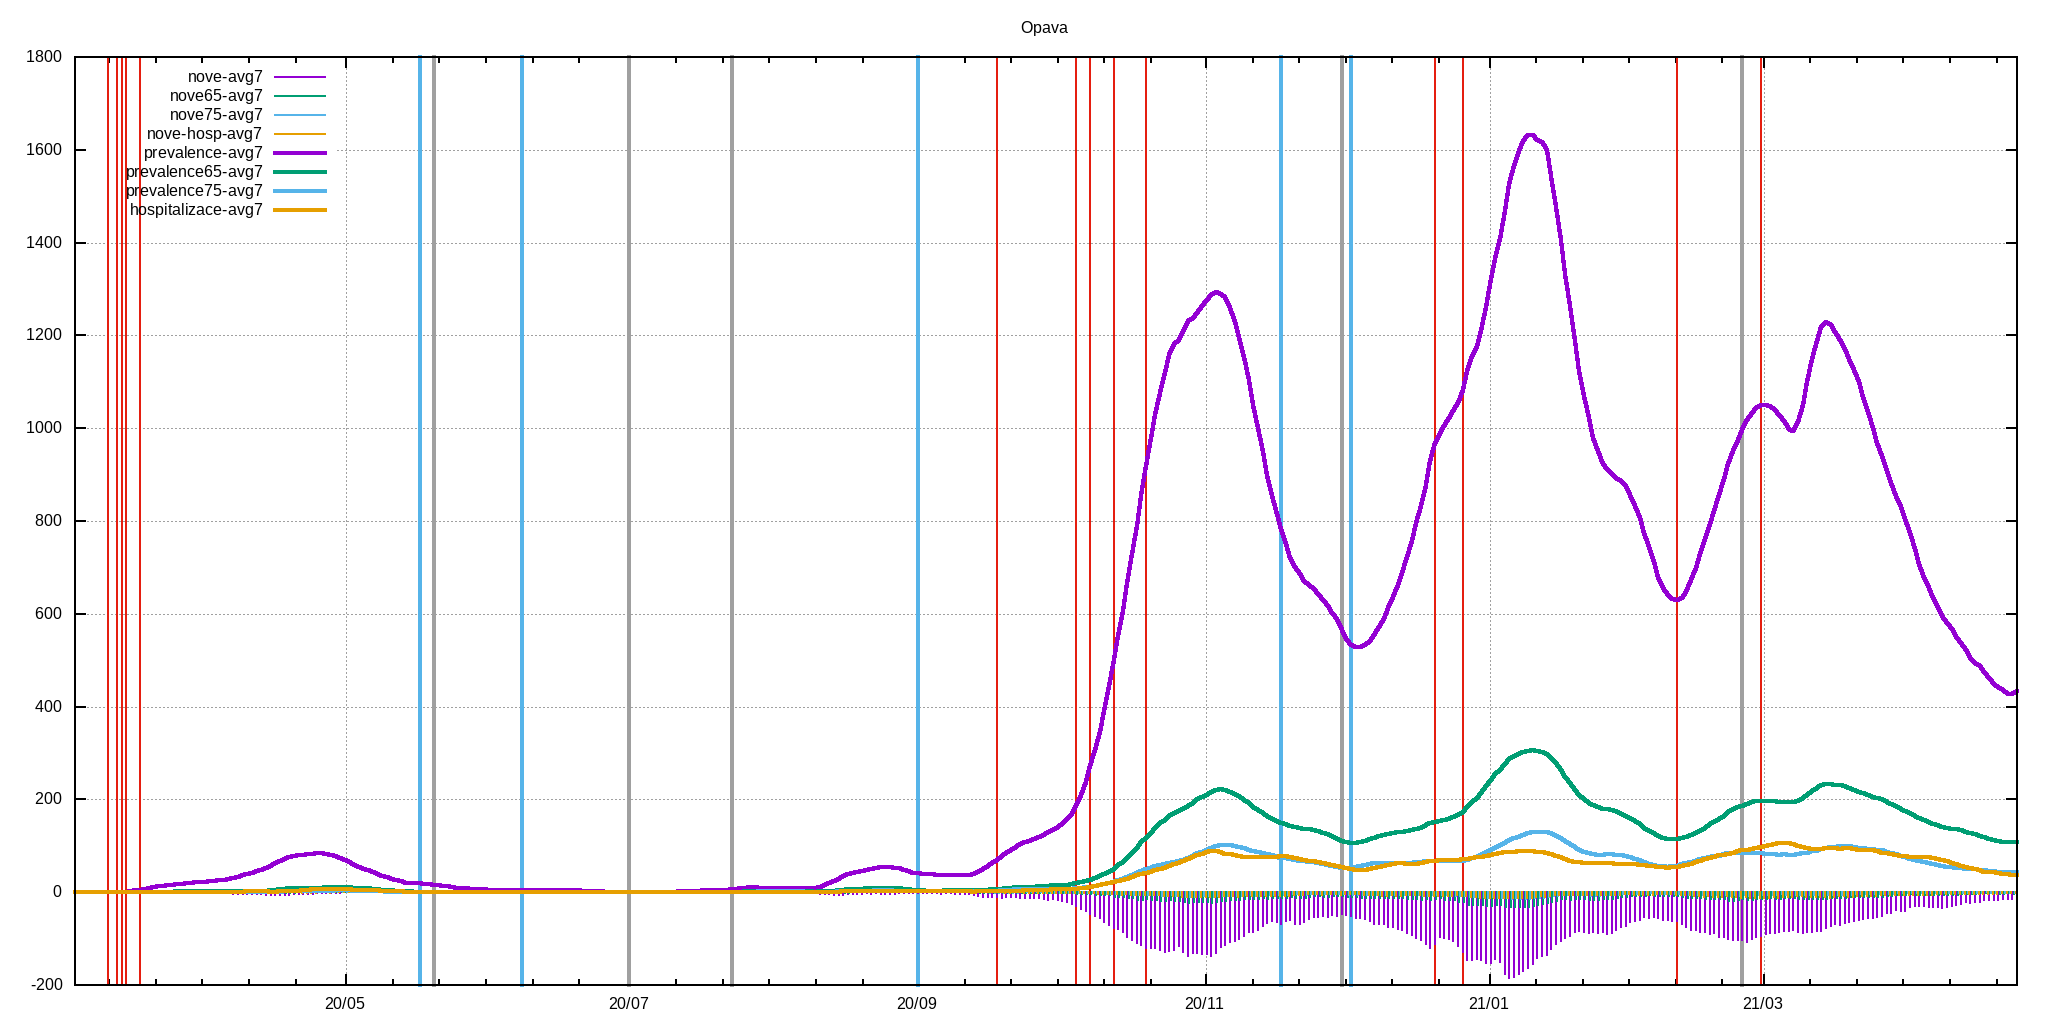 Opava
1800
1600
1400
1200
1000
800
600
400
200
0
-200
nove-avg7
nove65-avg7
nove75-avg7
nove-hosp-avg7
prevalence-avg7
prevalence65-avg7
prevalence75-avg7
hospitalizace-avg7
20/05 20/07 20/09 20/11 21/01 21/03